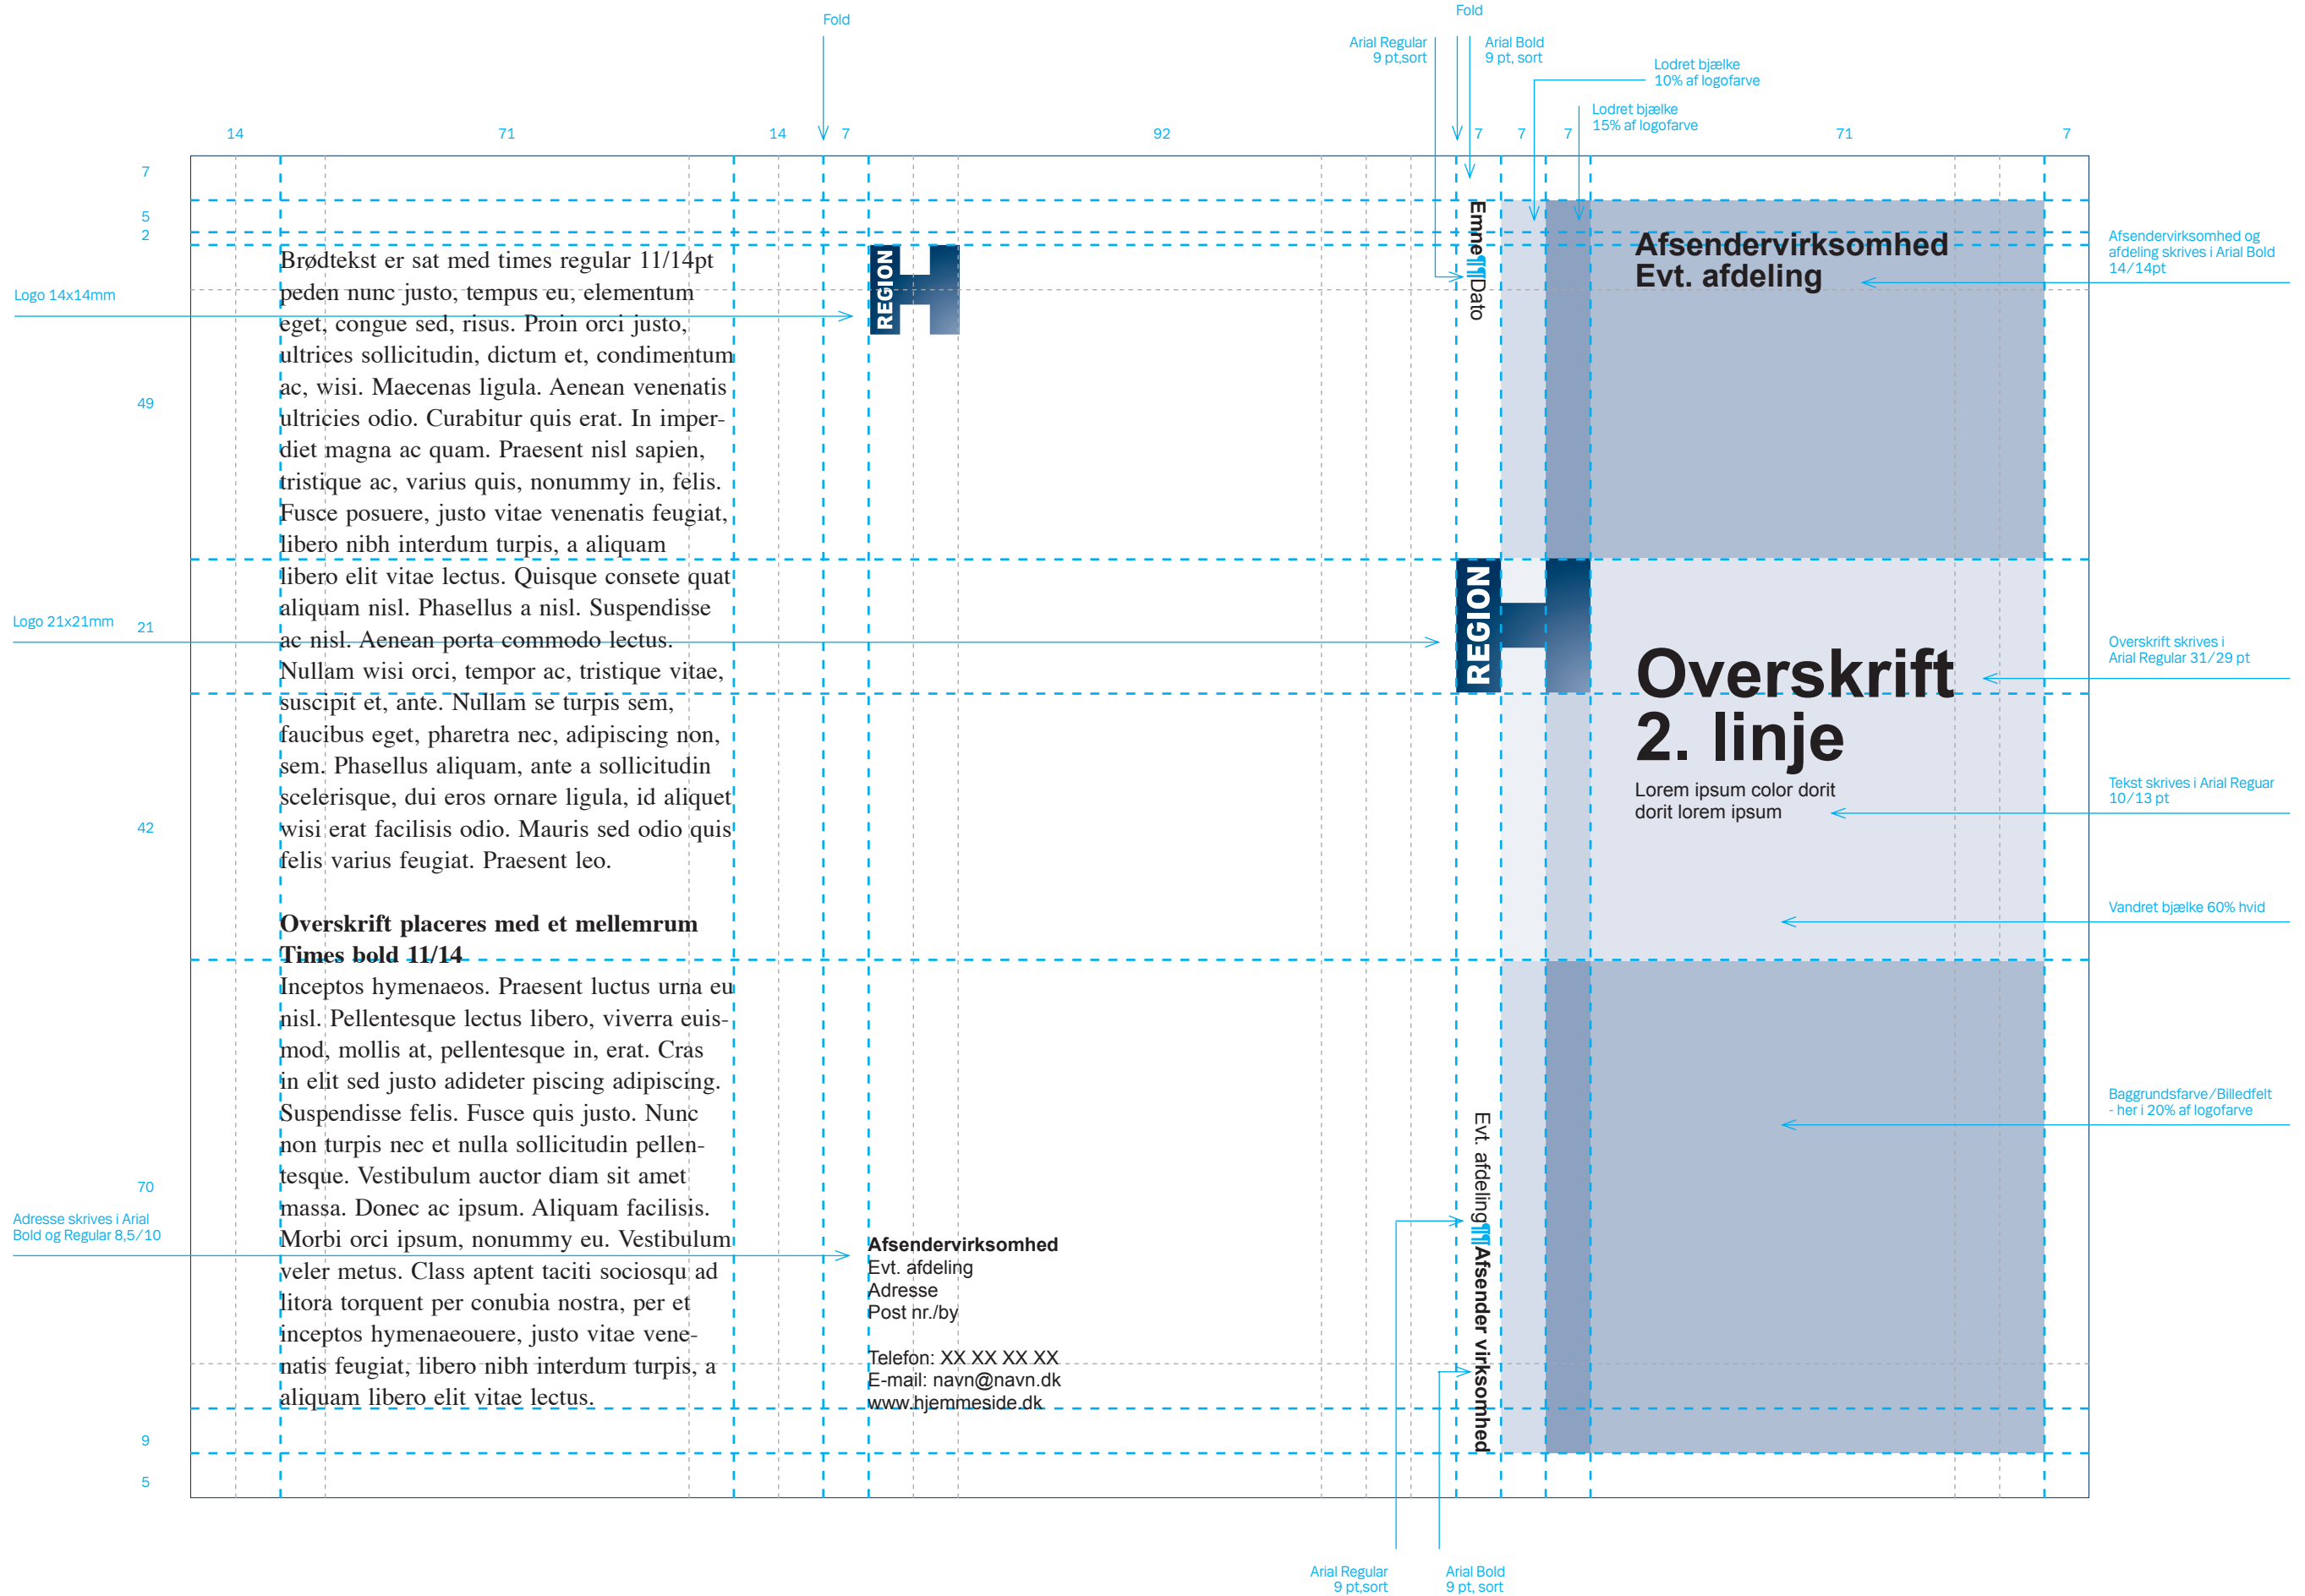 Fold
Fold
Arial Regular
9 pt,sort
Arial Bold
9 pt, sort
Lodret bjælke
10% af logofarve
Lodret bjælke
15% af logofarve
14
71
14
7
92
7
7
7
71
7
7
5
2
49
21
42
70
9
5
Logo 14x14mm
Logo 21x21mm
Adresse skrives i Arial
Bold og Regular 8,5/10
Brødtekst er sat med times regular 11/14pt
peden nunc justo, tempus eu, elementum
eget, congue sed, risus. Proin orci justo,
ultrices sollicitudin, dictum et, condimentum
ac, wisi. Maecenas ligula. Aenean venenatis
ultricies odio. Curabitur quis erat. In imper-
diet magna ac quam. Praesent nisl sapien,
tristique ac, varius quis, nonummy in, felis.
Fusce posuere, justo vitae venenatis feugiat,
libero nibh interdum turpis, a aliquam
libero elit vitae lectus. Quisque consete quat
aliquam nisl. Phasellus a nisl. Suspendisse
ac nisl. Aenean porta commodo lectus.
Nullam wisi orci, tempor ac, tristique vitae,
suscipit et, ante. Nullam se turpis sem,
faucibus eget, pharetra nec, adipiscing non,
sem. Phasellus aliquam, ante a sollicitudin
scelerisque, dui eros ornare ligula, id aliquet
wisi erat facilisis odio. Mauris sed odio quis
felis varius feugiat. Praesent leo.
Overskrift placeres med et mellemrum
Times bold 11/14
Inceptos hymenaeos. Praesent luctus urna eu
nisl. Pellentesque lectus libero, viverra euis-
mod, mollis at, pellentesque in, erat. Cras
in elit sed justo adideter piscing adipiscing.
Suspendisse felis. Fusce quis justo. Nunc
non turpis nec et nulla sollicitudin pellen-
tesque. Vestibulum auctor diam sit amet
massa. Donec ac ipsum. Aliquam facilisis.
Morbi orci ipsum, nonummy eu. Vestibulum
veler metus. Class aptent taciti sociosqu ad
litora torquent per conubia nostra, per et
inceptos hymenaeouere, justo vitae vene-
natis feugiat, libero nibh interdum turpis, a
aliquam libero elit vitae lectus.
REGION
Afsendervirksomhed
Evt. afdeling
Adresse
Post nr./by
Telefon: XX XX XX XX
E-mail: navn@navn.dk
www.hjemmeside.dk
Emne¶¶Dato
REGION
Evt. afdeling¶¶Afsender virksomhed
Afsendervirksomhed
Evt. afdeling
Overskrift
2. linje
Lorem ipsum color dorit
dorit lorem ipsum
Afsendervirksomhed og
afdeling skrives i Arial Bold
14/14pt
Overskrift skrives i
Arial Regular 31/29 pt
Tekst skrives i Arial Reguar
10/13 pt
Vandret bjælke 60% hvid
Baggrundsfarve/Billedfelt
- her i 20% af logofarve
Arial Regular
9 pt,sort
Arial Bold
9 pt, sort